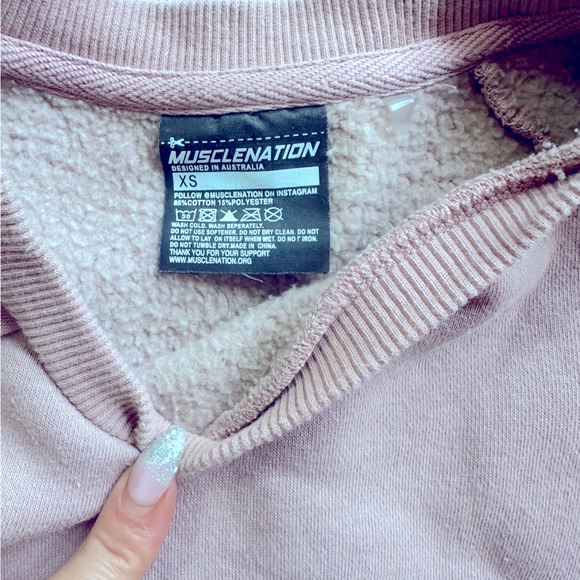 MUSCLENATION
DESIGNED IN AUSTRALIA
XS
FOLLOW @MUSCLENATION ON INSTAGRAM
85%COTTON 15%POLYESTER
30
WASH COLD, WASH SEPERATELY.
DO NOT USE SOFTENER. DO NOT DRY CLEAN. DO NOT
ALLOW TO LAY ON ITSELF WHEN WET. DO NOT IRON.
DO NOT TUMBLE DRY. MADE IN CHINA.
THANK YOU FOR YOUR SUPPORT
WWW.MUSCLENATION.ORG